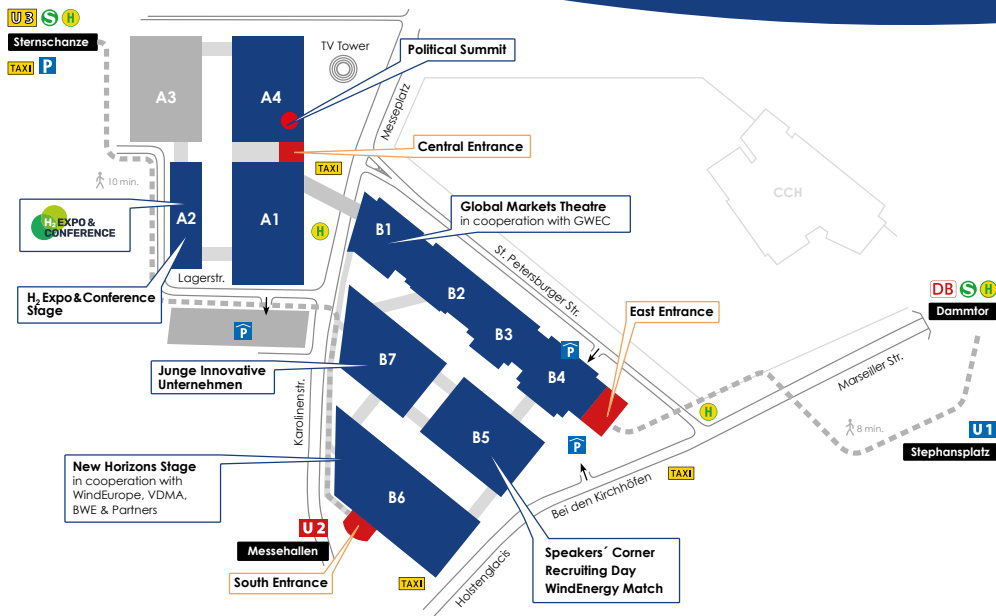 U3 S H
Sternschanze
TAXI P
TV Tower
Political Summit
A3
A4
Messeplatz
Central Entrance
TAXI
10 min.
CCH
H₂ EXPO &
CONFERENCE
A2
A1
Global Markets Theatre
in cooperation with GWEC
H
B1
Lagerstr.
St. Petersburger Str.
H₂ Expo & Conference
Stage
B2
DB S H
Dammtor
East Entrance
P
B3
P
Junge Innovative
Unternehmen
B7
B4
Marseiller Str.
Karolinenstr.
H
8 min.
U1
Stephansplatz
B5
P
New Horizons Stage
in cooperation with
WindEurope, VDMA,
BWE & Partners
TAXI
Bei den Kirchhöfen
B6
U2
Messehallen
South Entrance
TAXI
Holstenglacis
Speakers´ Corner
Recruiting Day
WindEnergy Match